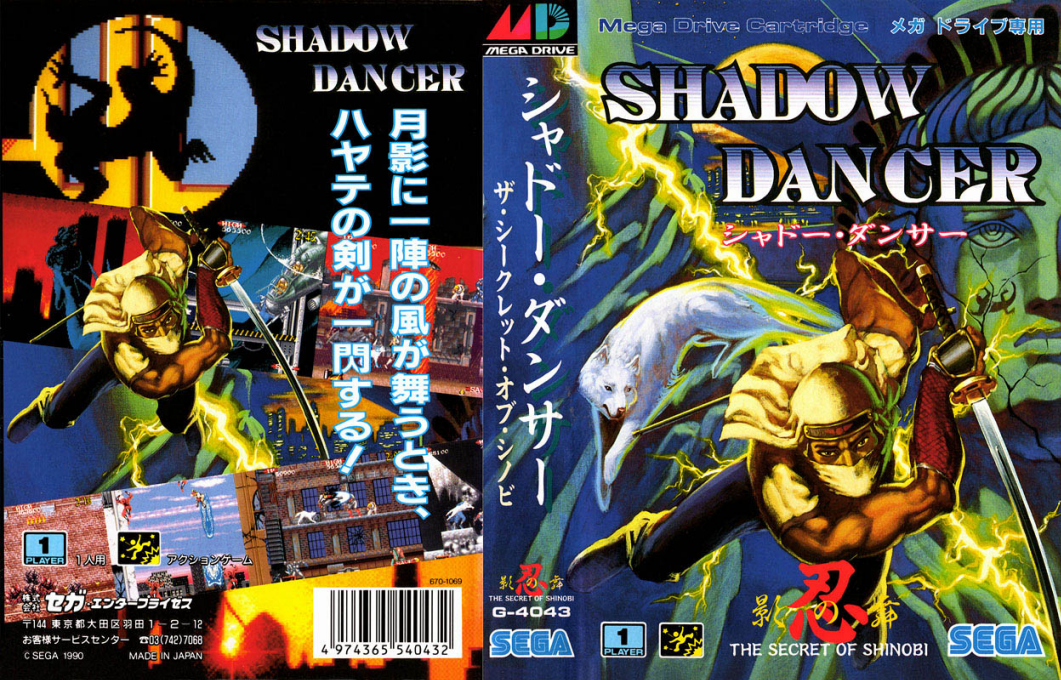 SHADOW
DANCER
月影に一陣の風が舞うとき、
ハヤテの剣が一閃する！
1
PLAYER
1人用
アクションゲーム
670-1069
株式会社 セガ・エンタープライゼス
〒144 東京都大田区羽田1-2-12
お客様サービスセンター ☎03(742)7068
© SEGA 1990
MADE IN JAPAN
4 974365 540432
MD
MEGA DRIVE
シャドー・ダンサー
ザ・シークレット・オブ・シノビ
影の忍舞
THE SECRET OF SHINOBI
G-4043
SEGA
Mega Drive Cartridge
メガ ドライブ専用
SHADOW
DANCER
シャドー・ダンサー
影の忍舞
THE SECRET OF SHINOBI
1
PLAYER
SEGA